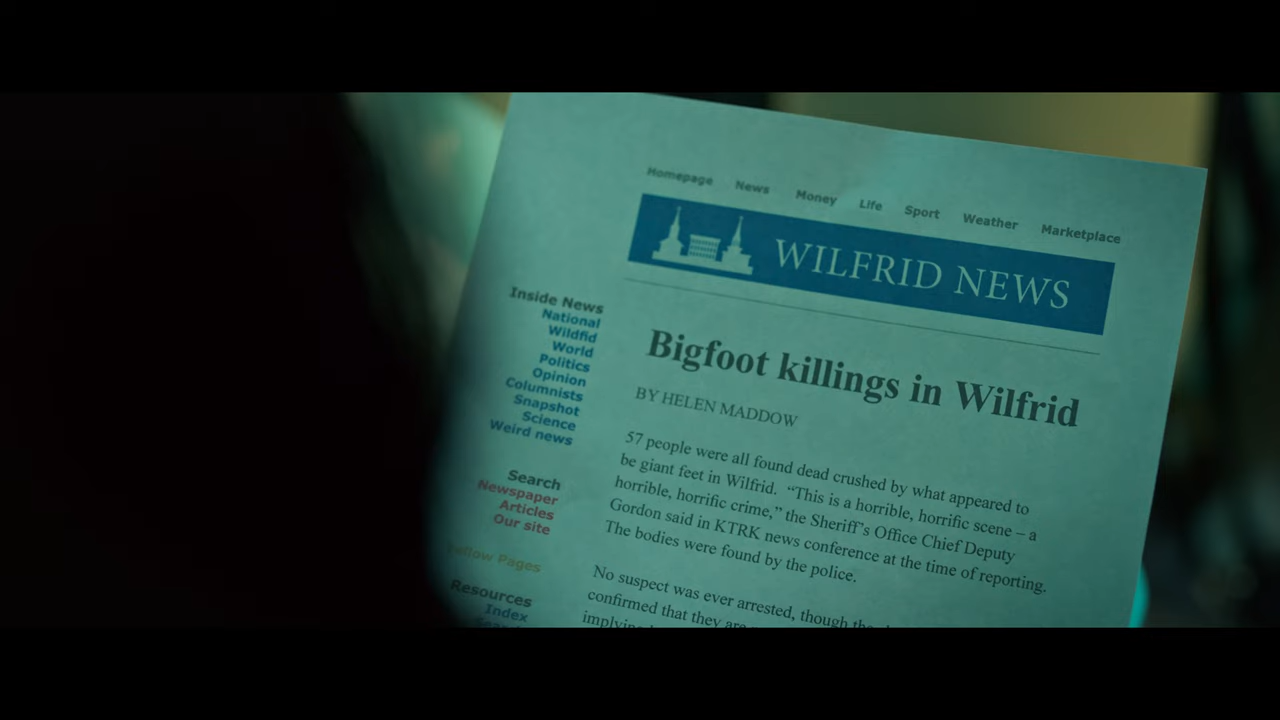 Homepage News Money Life Sport Weather Marketplace
WILFRID NEWS
Inside News
National
Wildfid
World
Politics
Opinion
Columnists
Snapshot
Science
Weird news
Search
Newspaper
Articles
Our site
Yellow Pages
Resources
Index
Bigfoot killings in Wilfrid
BY HELEN MADDOW
57 people were all found dead crushed by what appeared to
be giant feet in Wilfrid. “This is a horrible, horrific scene – a
horrible, horrific crime,” the Sheriff’s Office Chief Deputy
Gordon said in KTRK news conference at the time of reporting.
The bodies were found by the police.
No suspect was ever arrested, though
confirmed that they are